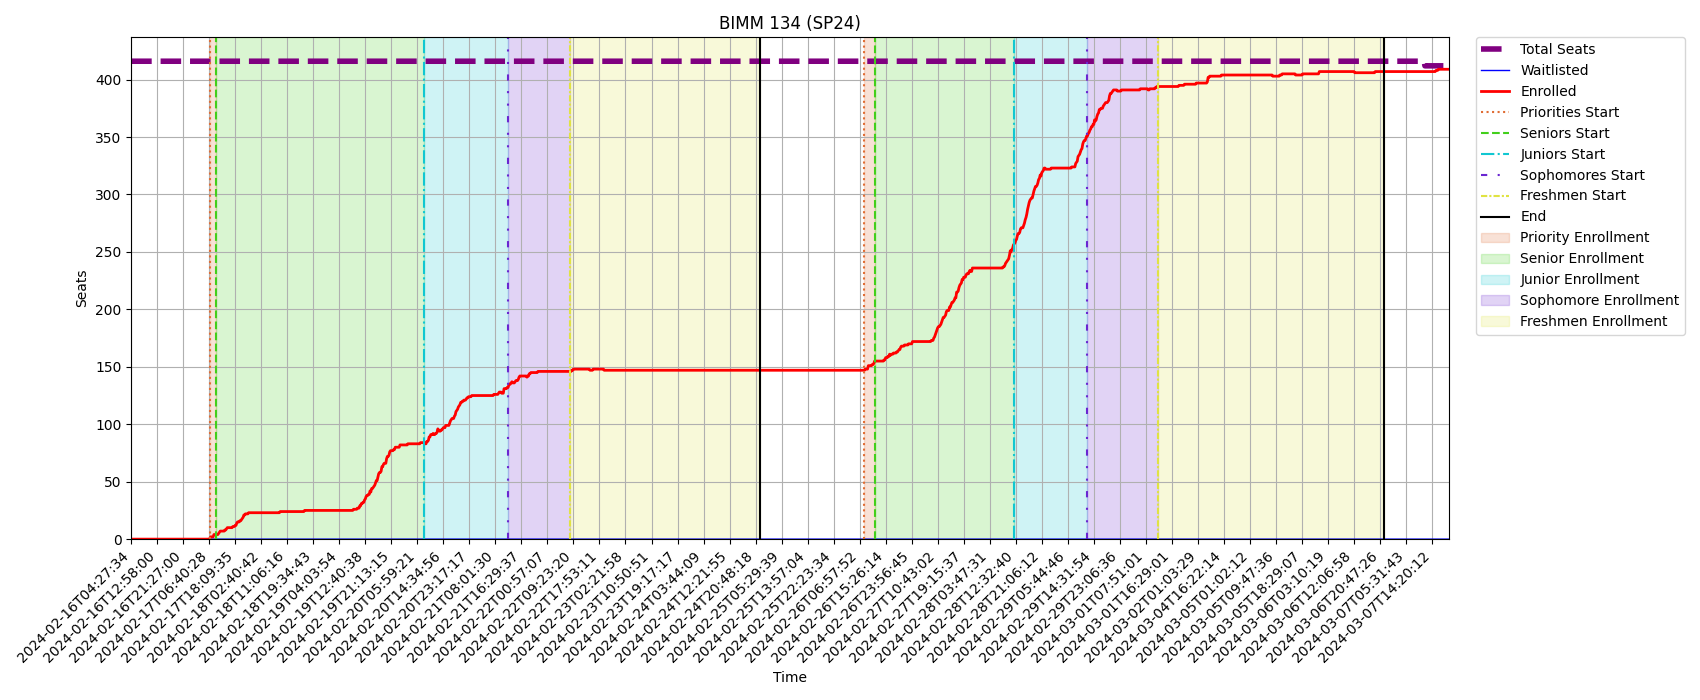 BIMM 134 (SP24)
Seats
400
350
300
250
200
150
100
50
0
2024-02-16T04:27:34
2024-02-16T12:58:00
2024-02-16T21:27:00
2024-02-17T06:40:28
2024-02-17T18:09:35
2024-02-18T02:40:42
2024-02-18T11:06:16
2024-02-18T19:34:43
2024-02-19T04:03:54
2024-02-19T12:40:38
2024-02-19T21:13:15
2024-02-20T05:59:21
2024-02-20T14:34:56
2024-02-20T23:17:17
2024-02-21T08:01:30
2024-02-21T16:29:37
2024-02-22T00:57:07
2024-02-22T09:23:20
2024-02-22T17:53:11
2024-02-23T02:21:58
2024-02-23T10:50:51
2024-02-23T19:17:17
2024-02-24T03:44:09
2024-02-24T12:21:55
2024-02-24T20:48:18
2024-02-25T05:29:39
2024-02-25T13:57:04
2024-02-25T22:23:34
2024-02-26T06:57:52
2024-02-26T15:26:14
2024-02-26T23:56:45
2024-02-27T10:43:02
2024-02-27T19:15:37
2024-02-28T03:47:31
2024-02-28T12:32:40
2024-02-28T21:06:12
2024-02-29T05:44:46
2024-02-29T14:31:54
2024-02-29T23:06:36
2024-03-01T07:51:01
2024-03-01T16:29:01
2024-03-02T01:03:29
2024-03-04T16:22:14
2024-03-05T01:02:12
2024-03-05T09:47:36
2024-03-05T18:29:07
2024-03-06T03:10:19
2024-03-06T12:06:58
2024-03-06T20:47:26
2024-03-07T05:31:43
2024-03-07T14:20:12
Time
Total Seats
Waitlisted
Enrolled
Priorities Start
Seniors Start
Juniors Start
Sophomores Start
Freshmen Start
End
Priority Enrollment
Senior Enrollment
Junior Enrollment
Sophomore Enrollment
Freshmen Enrollment